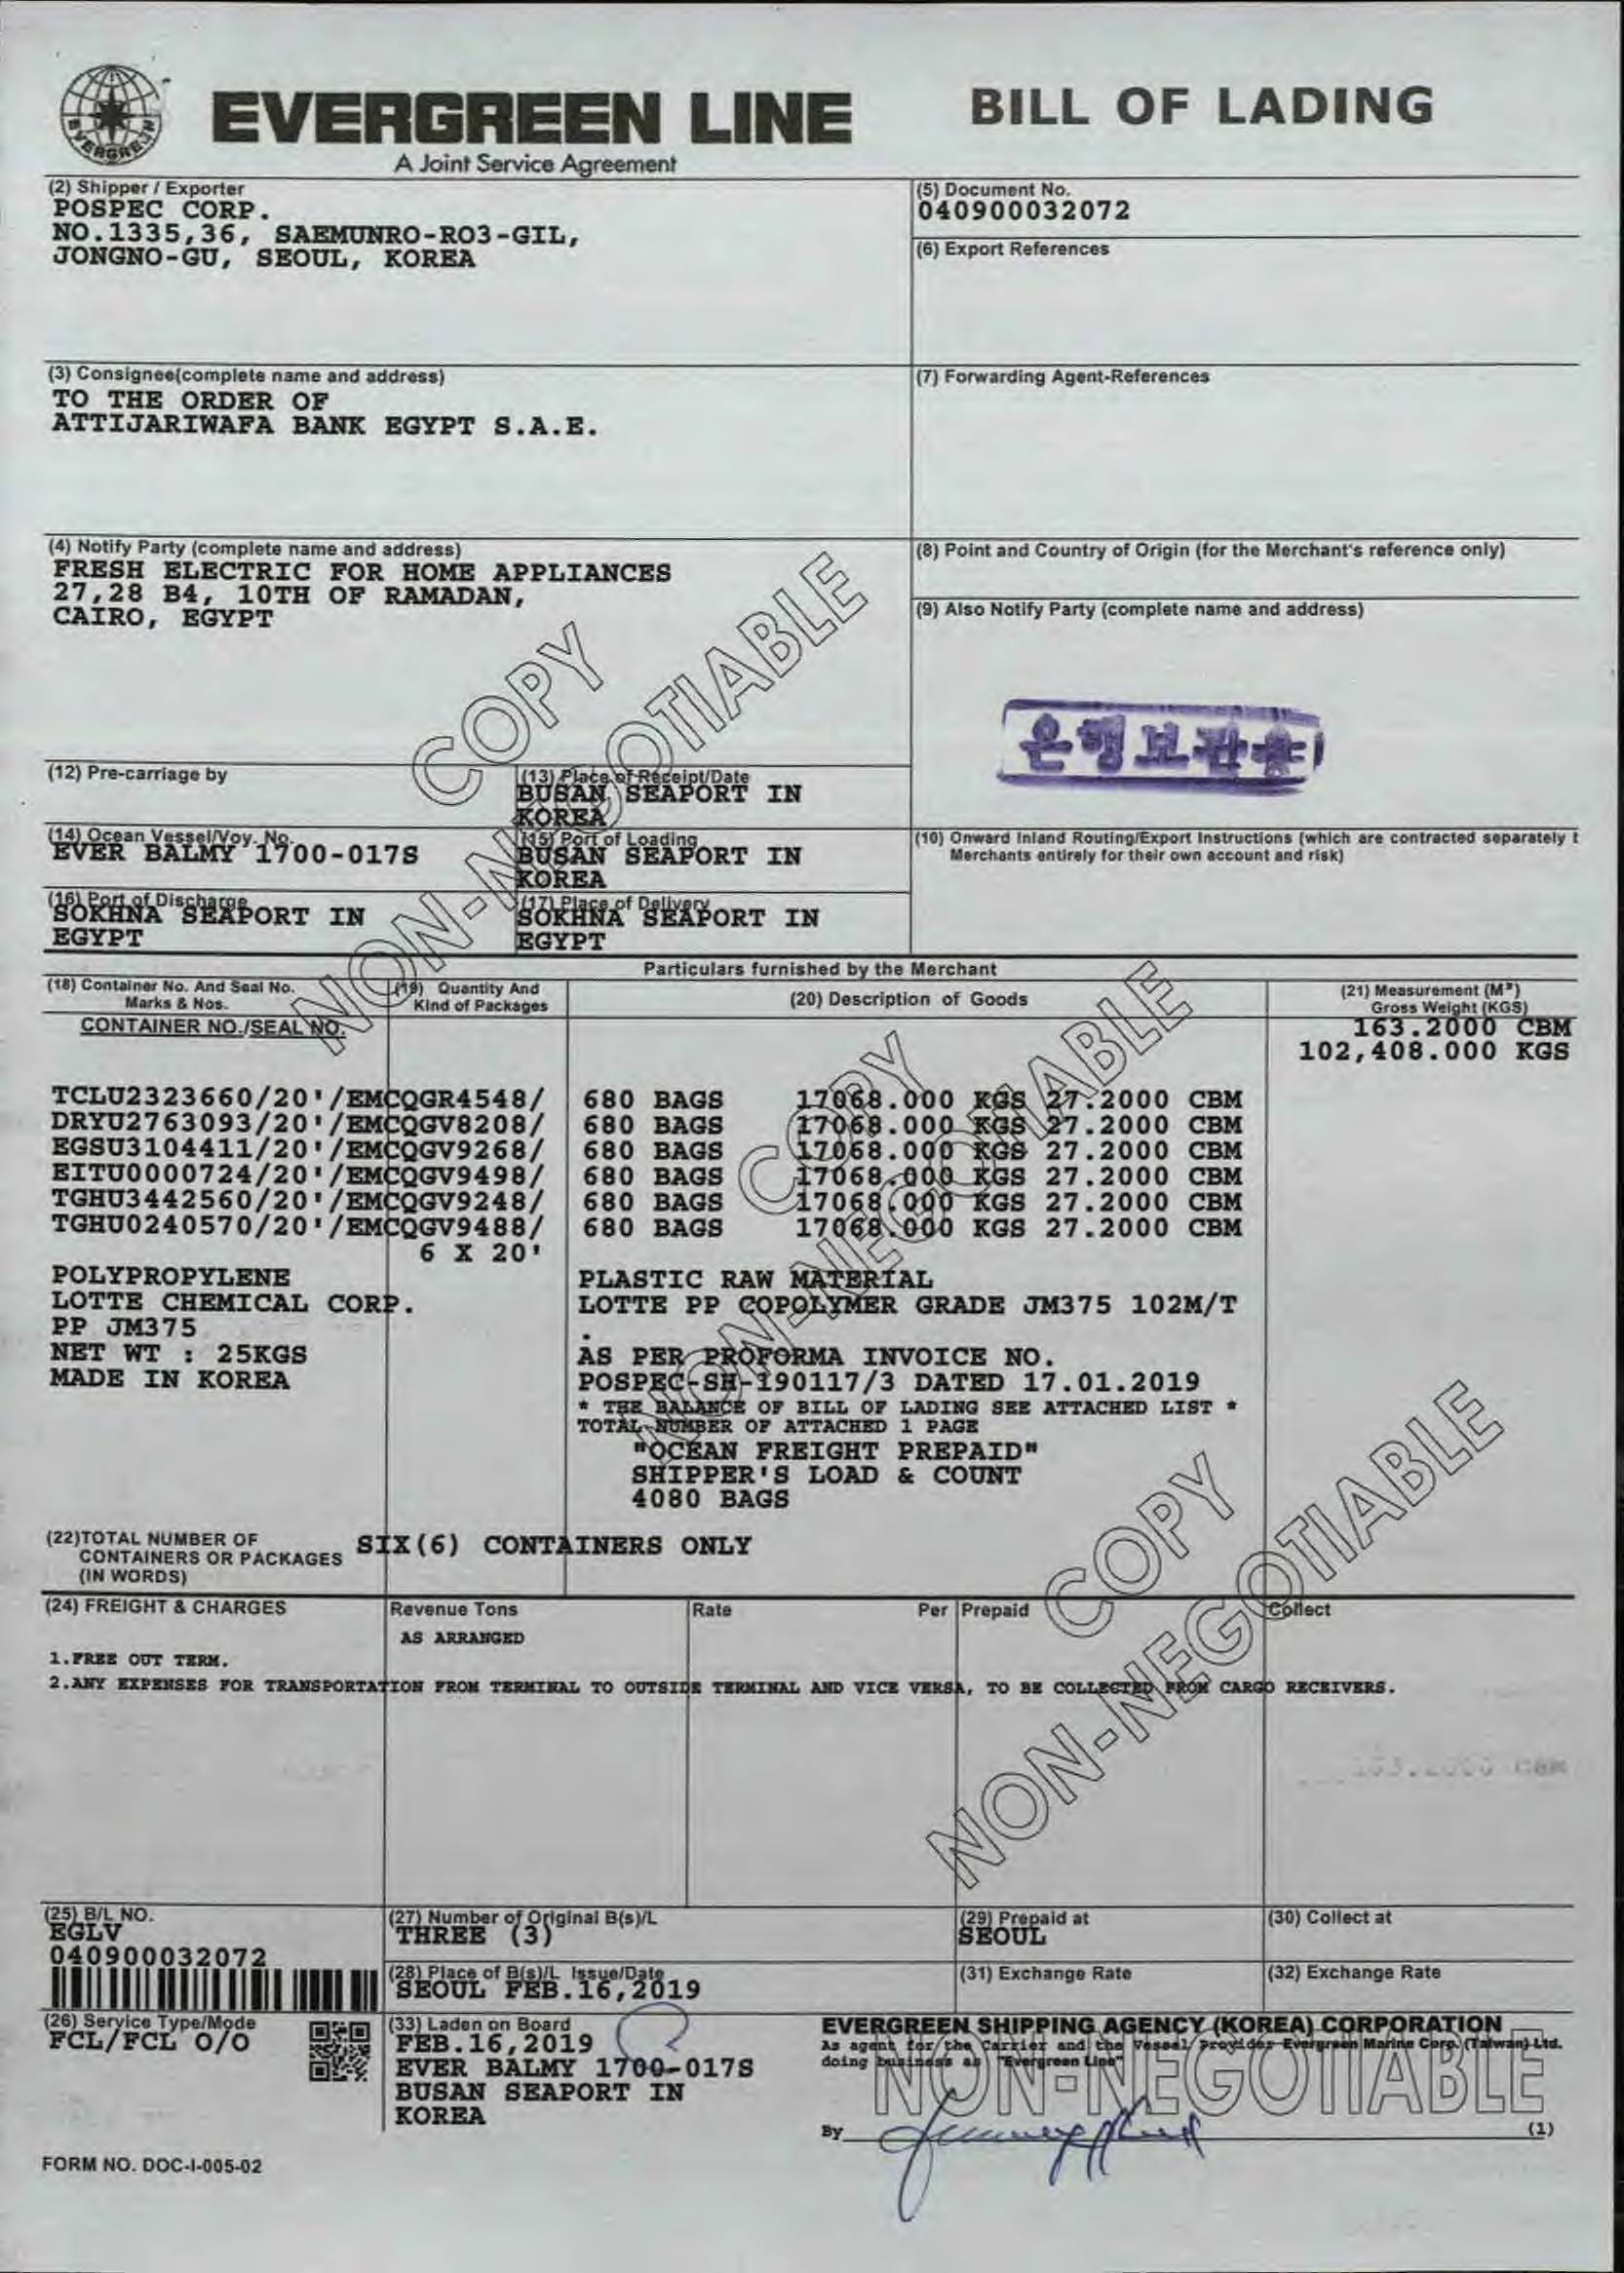 EVERGREEN
EVERGREEN LINE
A Joint Service Agreement
BILL OF LADING
(2) Shipper / Exporter
POSPEC CORP.
NO.1335,36, SAEMUNRO-RO3-GIL,
JONGNO-GU, SEOUL, KOREA
(5) Document No.
040900032072
(6) Export References
(3) Consignee(complete name and address)
TO THE ORDER OF
ATTIJARIWAFA BANK EGYPT S.A.E.
(7) Forwarding Agent-References
(4) Notify Party (complete name and address)
FRESH ELECTRIC FOR HOME APPLIANCES
27,28 B4, 10TH OF RAMADAN,
CAIRO, EGYPT
(8) Point and Country of Origin (for the Merchant's reference only)
(9) Also Notify Party (complete name and address)
은행보관용
COPY
NON-NEGOTIABLE
(12) Pre-carriage by
(13) Place of Receipt/Date
BUSAN SEAPORT IN
KOREA
(14) Ocean Vessel/Voy. No.
EVER BALMY 1700-017S
(15) Port of Loading
BUSAN SEAPORT IN
KOREA
(10) Onward Inland Routing/Export Instructions (which are contracted separately t
Merchants entirely for their own account and risk)
(16) Port of Discharge
SOKHNA SEAPORT IN
EGYPT
(17) Place of Delivery
SOKHNA SEAPORT IN
EGYPT
Particulars furnished by the Merchant
(18) Container No. And Seal No.
Marks & Nos.
(19) Quantity And
Kind of Packages
(20) Description of Goods
(21) Measurement (M³)
Gross Weight (KGS)
CONTAINER NO./SEAL NO.
163.2000 CBM
102,408.000 KGS
TCLU2323660/20'/EMCQGR4548/ 680 BAGS 17068.000 KGS 27.2000 CBM
DRYU2763093/20'/EMCQGV8208/ 680 BAGS 17068.000 KGS 27.2000 CBM
EGSU3104411/20'/EMCQGV9268/ 680 BAGS 17068.000 KGS 27.2000 CBM
EITU0000724/20'/EMCQGV9498/ 680 BAGS 17068.000 KGS 27.2000 CBM
TGHU3442560/20'/EMCQGV9248/ 680 BAGS 17068.000 KGS 27.2000 CBM
TGHU0240570/20'/EMCQGV9488/ 680 BAGS 17068.000 KGS 27.2000 CBM
6 X 20'
COPY
NON-NEGOTIABLE
POLYPROPYLENE
LOTTE CHEMICAL CORP.
PP JM375
NET WT : 25KGS
MADE IN KOREA
PLASTIC RAW MATERIAL
LOTTE PP COPOLYMER GRADE JM375 102M/T
.
AS PER PROFORMA INVOICE NO.
POSPEC-SH-190117/3 DATED 17.01.2019
* THE BALANCE OF BILL OF LADING SEE ATTACHED LIST *
TOTAL NUMBER OF ATTACHED 1 PAGE
"OCEAN FREIGHT PREPAID"
SHIPPER'S LOAD & COUNT
4080 BAGS
(22)TOTAL NUMBER OF
CONTAINERS OR PACKAGES
(IN WORDS)
SIX(6) CONTAINERS ONLY
COPY
NON-NEGOTIABLE
(24) FREIGHT & CHARGES
Revenue Tons
Rate
Per
Prepaid
Collect
AS ARRANGED
1.FREE OUT TERM.
2.ANY EXPENSES FOR TRANSPORTATION FROM TERMINAL TO OUTSIDE TERMINAL AND VICE VERSA, TO BE COLLECTED FROM CARGO RECEIVERS.
(25) B/L NO.
EGLV
040900032072
(27) Number of Original B(s)/L
THREE (3)
(29) Prepaid at
SEOUL
(30) Collect at
(28) Place of B(s)/L Issue/Date
SEOUL FEB.16,2019
(31) Exchange Rate
(32) Exchange Rate
(26) Service Type/Mode
FCL/FCL O/O
(33) Laden on Board
FEB.16,2019
EVER BALMY 1700-017S
BUSAN SEAPORT IN
KOREA
EVERGREEN SHIPPING AGENCY (KOREA) CORPORATION
As agent for the Carrier and the Vessel Provider Evergreen Marine Corp. (Taiwan) Ltd.
doing business as "Evergreen Line"
NON-NEGOTIABLE
By
(1)
FORM NO. DOC-I-005-02